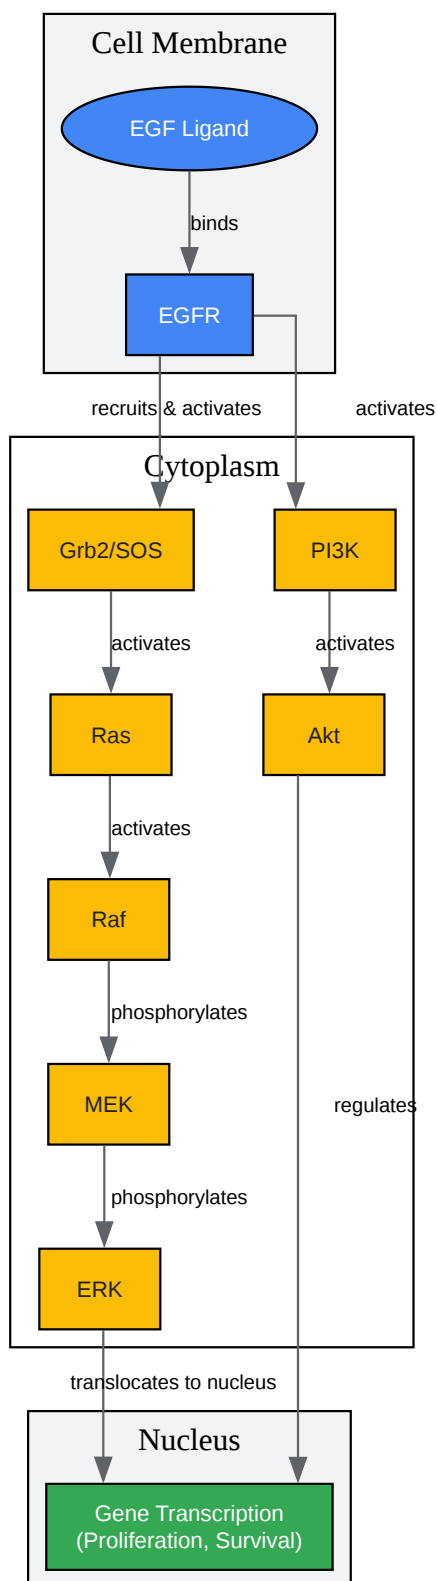 Cell Membrane
EGF Ligand
binds
EGFR
recruits & activates
activates
Cytoplasm
Grb2/SOS
PI3K
activates
activates
Ras
Akt
activates
Raf
phosphorylates
MEK
regulates
phosphorylates
ERK
translocates to nucleus
Nucleus
Gene Transcription
(Proliferation, Survival)